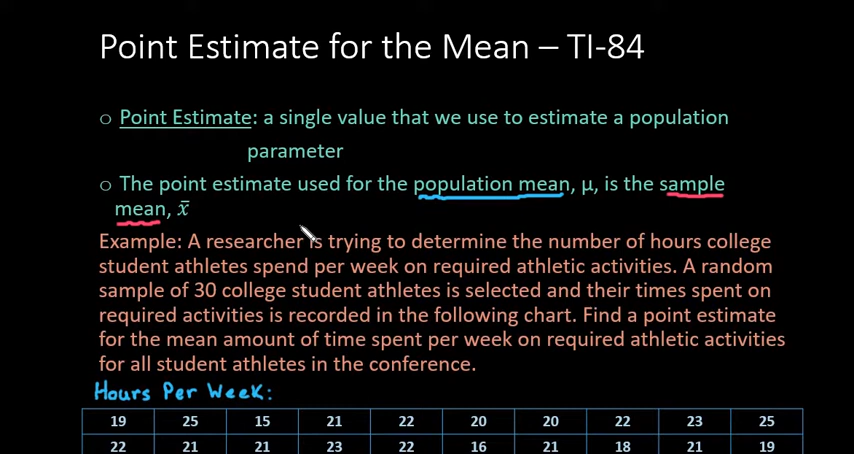 Point Estimate for the Mean – TI-84
○ Point Estimate: a single value that we use to estimate a population
parameter
○ The point estimate used for the population mean, μ, is the sample
mean, x̄
Example: A researcher is trying to determine the number of hours college
student athletes spend per week on required athletic activities. A random
sample of 30 college student athletes is selected and their times spent on
required activities is recorded in the following chart. Find a point estimate
for the mean amount of time spent per week on required athletic activities
for all student athletes in the conference.
Hours Per Week:
19 25 15 21 22 20 20 22 23 25
22 21 21 23 22 16 21 18 21 19